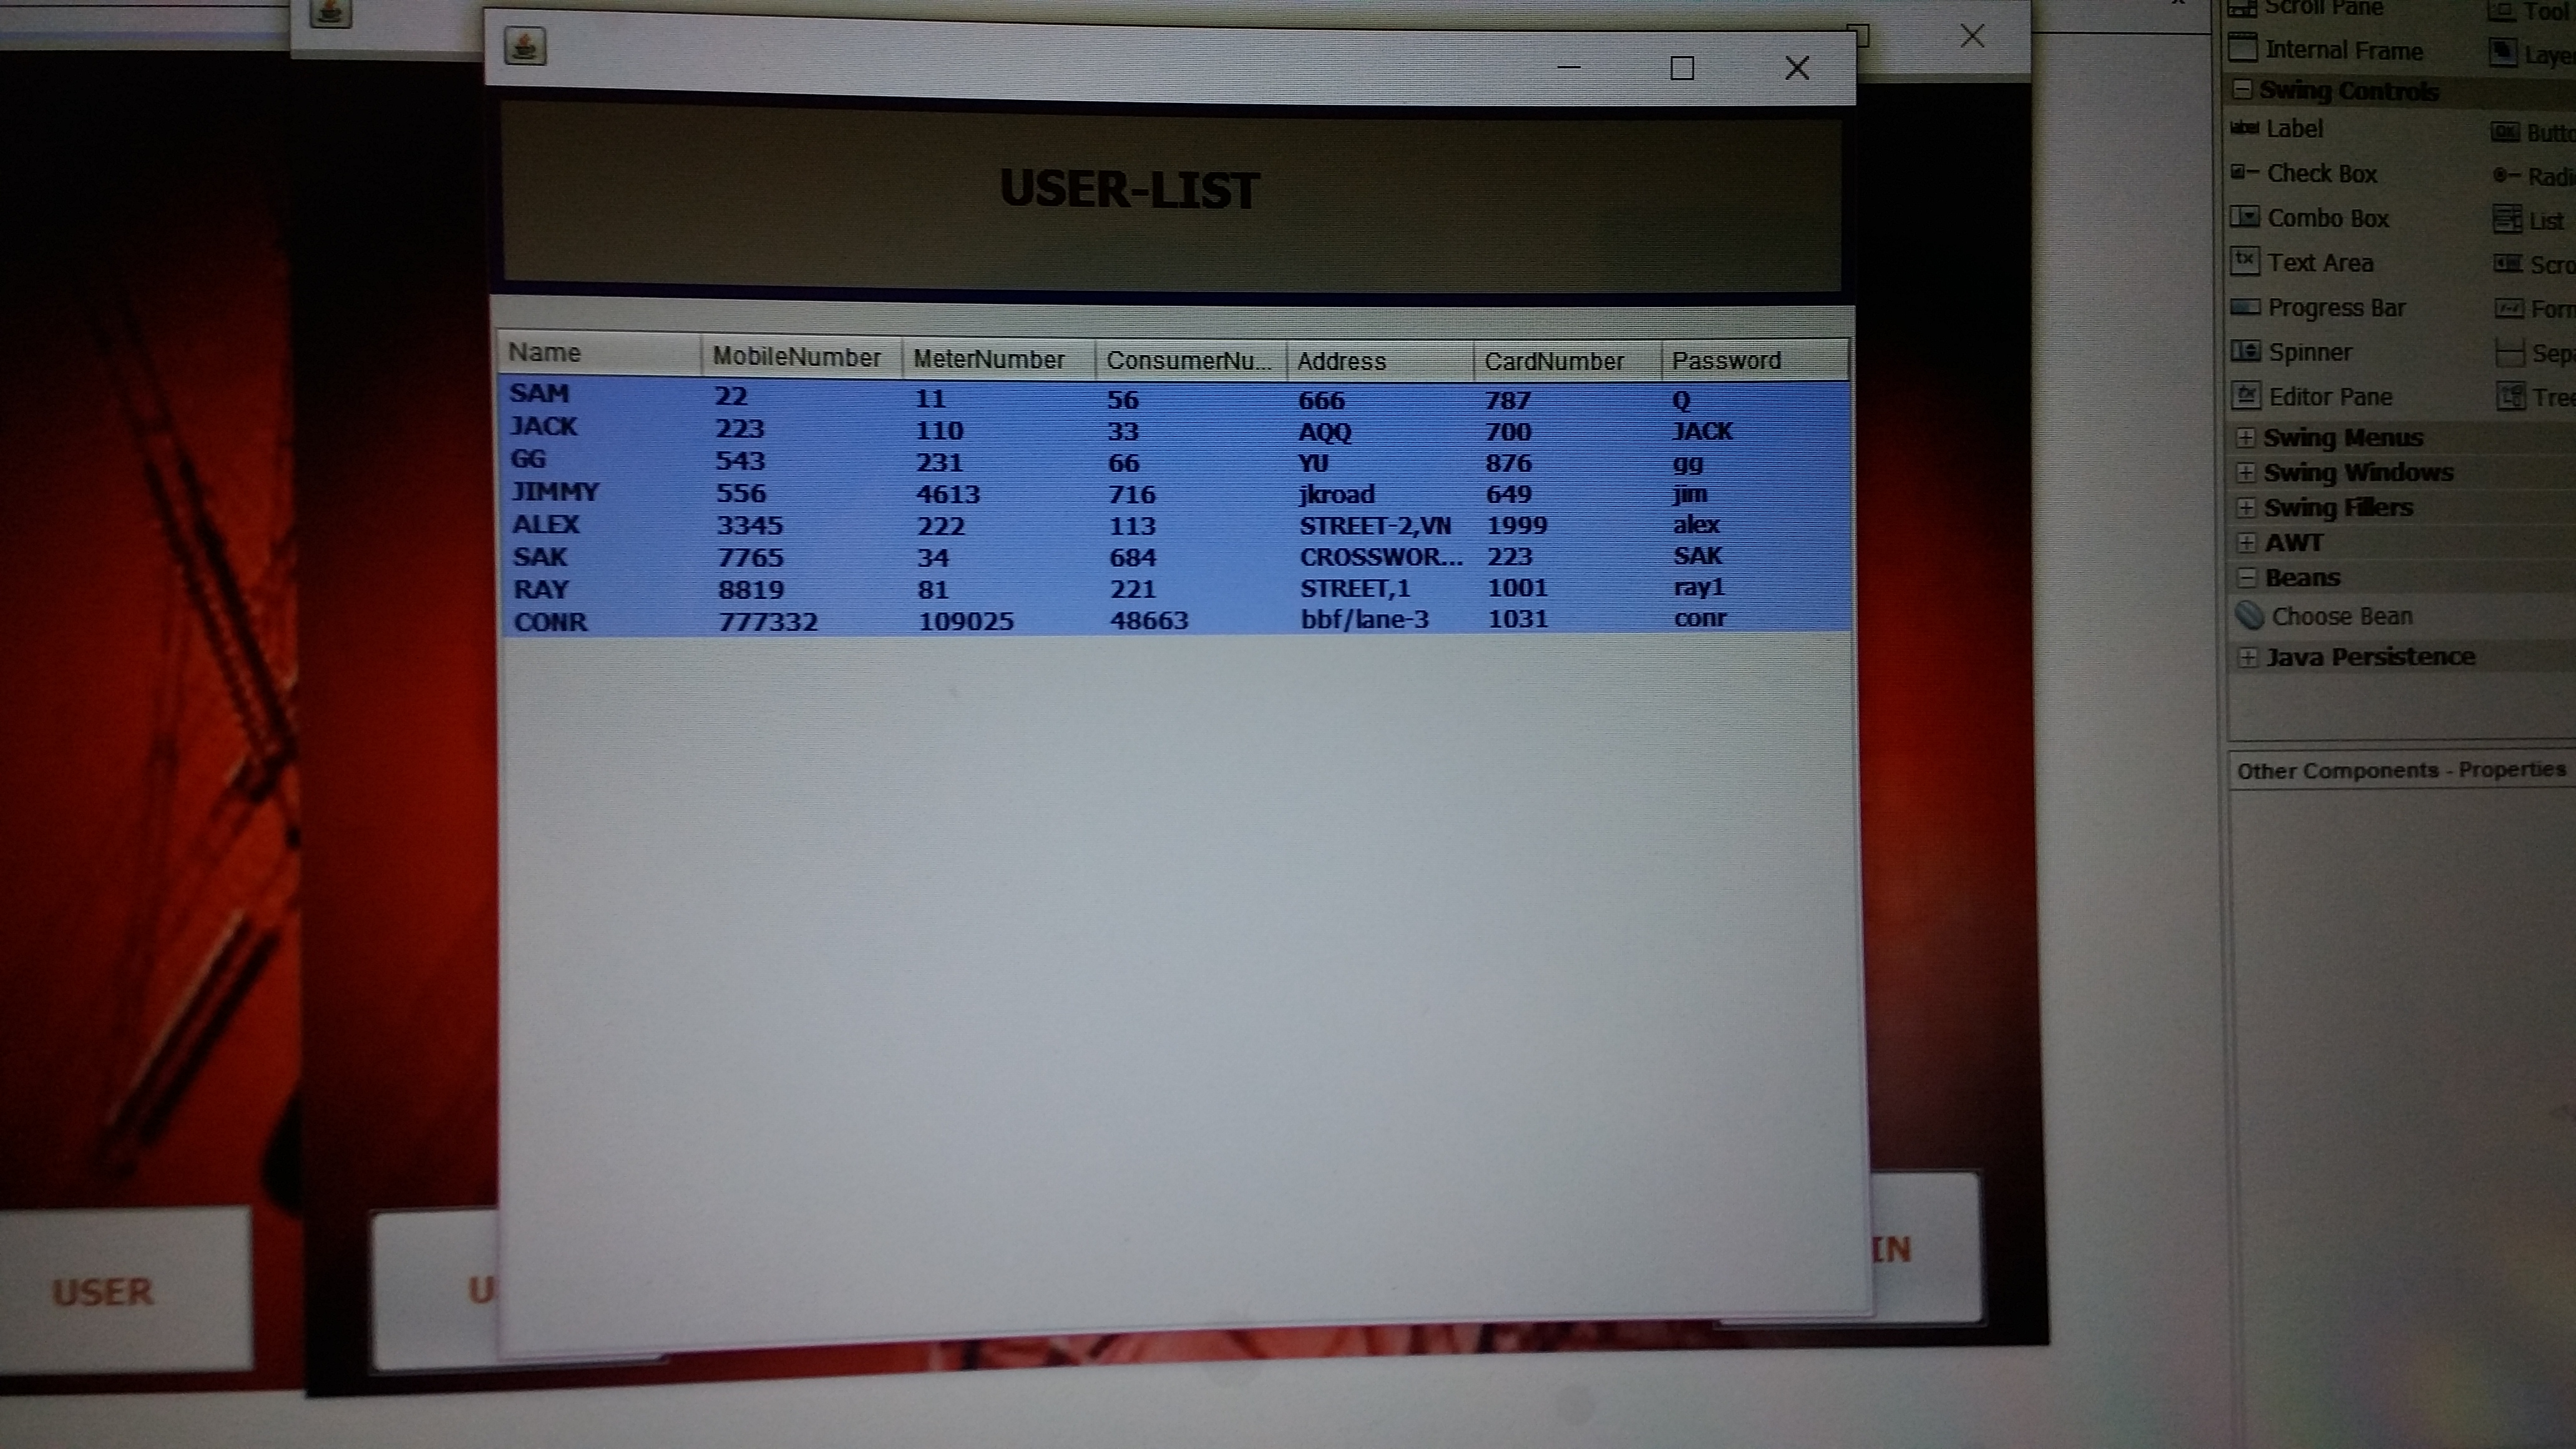 USER-LIST
Name MobileNumber MeterNumber ConsumerNu... Address CardNumber Password
SAM 22 11 56 666 787 Q
JACK 223 110 33 AQQ 700 JACK
GG 543 231 66 YU 876 gg
JIMMY 556 4613 716 jkroad 649 jim
ALEX 3345 222 113 STREET-2,VN 1999 alex
SAK 7765 34 684 CROSSWOR... 223 SAK
RAY 8819 81 221 STREET,1 1001 ray1
CONR 777332 109025 48663 bbf/lane-3 1031 conr
USER
U
IN
Scroll Pane Tool
Internal Frame Laye
Swing Controls
label Label OK Butto
Check Box Radi
Combo Box List
tx Text Area Scro
Progress Bar Form
Spinner Sepa
Editor Pane Tree
Swing Menus
Swing Windows
Swing Fillers
AWT
Beans
Choose Bean
Java Persistence
Other Components - Properties